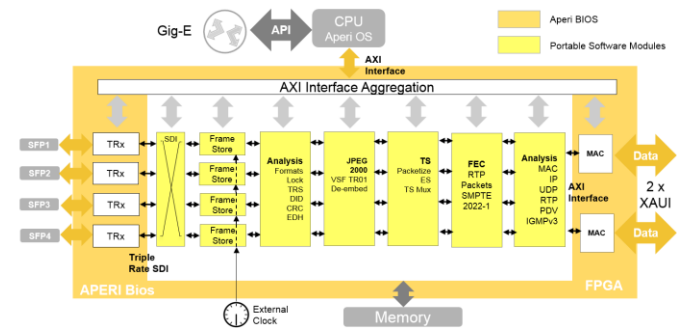 Gig-E
API
CPU
Aperi OS
Aperi BIOS
Portable Software Modules
AXI
Interface
AXI Interface Aggregation
SFP1
TRx
SFP2
TRx
SFP3
TRx
SFP4
TRx
SDI
Frame
Store
Frame
Store
Frame
Store
Frame
Store
Analysis
Formats
Lock
TRS
DID
CRC
EDH
JPEG
2000
VSF TR01
De-embed
TS
Packetize
ES
TS Mux
FEC
RTP
Packets
SMPTE
2022-1
Analysis
MAC
IP
UDP
RTP
PDV
IGMPv3
MAC
Data
AXI
Interface
2 x
XAUI
MAC
Data
Triple
Rate SDI
APERI Bios
FPGA
External
Clock
Memory